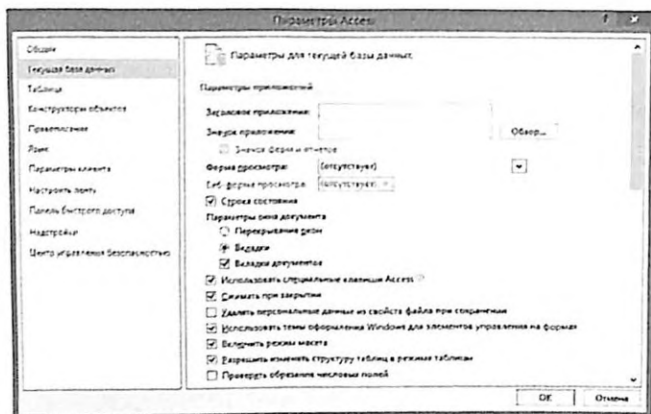 Параметры Access
? ×
Общие
Текущая база данных
Таблица
Конструкторы объектов
Правописание
Язык
Параметры клиента
Настроить ленту
Панель быстрого доступа
Надстройки
Центр управления безопасностью
Параметры для текущей базы данных.
Параметры приложений
Заголовок приложения:
Значок приложения:
Обзор...
Значок форм и отчетов
Форма просмотра: (отсутствует)
Веб-форма просмотра: (отсутствует)
Строка состояния
Параметры окна документа
Перекрывание окон
Вкладки
Вкладки документов
Использовать специальные клавиши Access
Сжимать при закрытии
Удалять персональные данные из свойств файла при сохранении
Использовать темы оформления Windows для элементов управления на формах
Включить режим макета
Разрешить изменять структуру таблиц в режиме таблицы
Проверять обрезания числовых полей
ОК Отмена